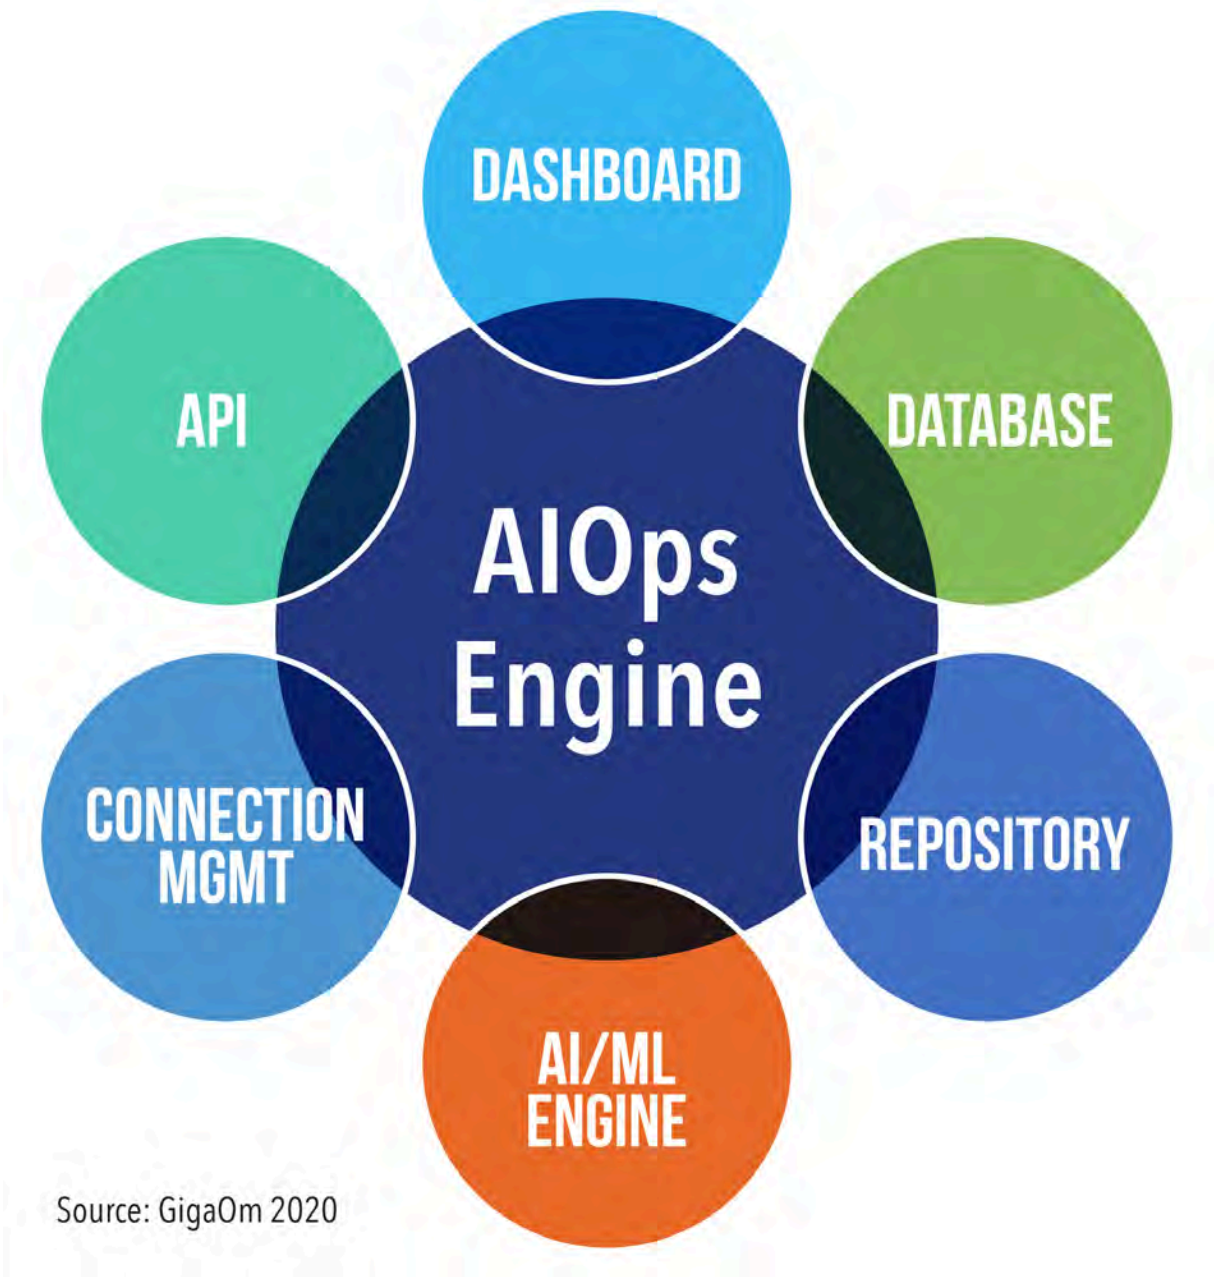 DASHBOARD
API
DATABASE
AIOps
Engine
CONNECTION
MGMT
REPOSITORY
AI/ML
ENGINE
Source: GigaOm 2020